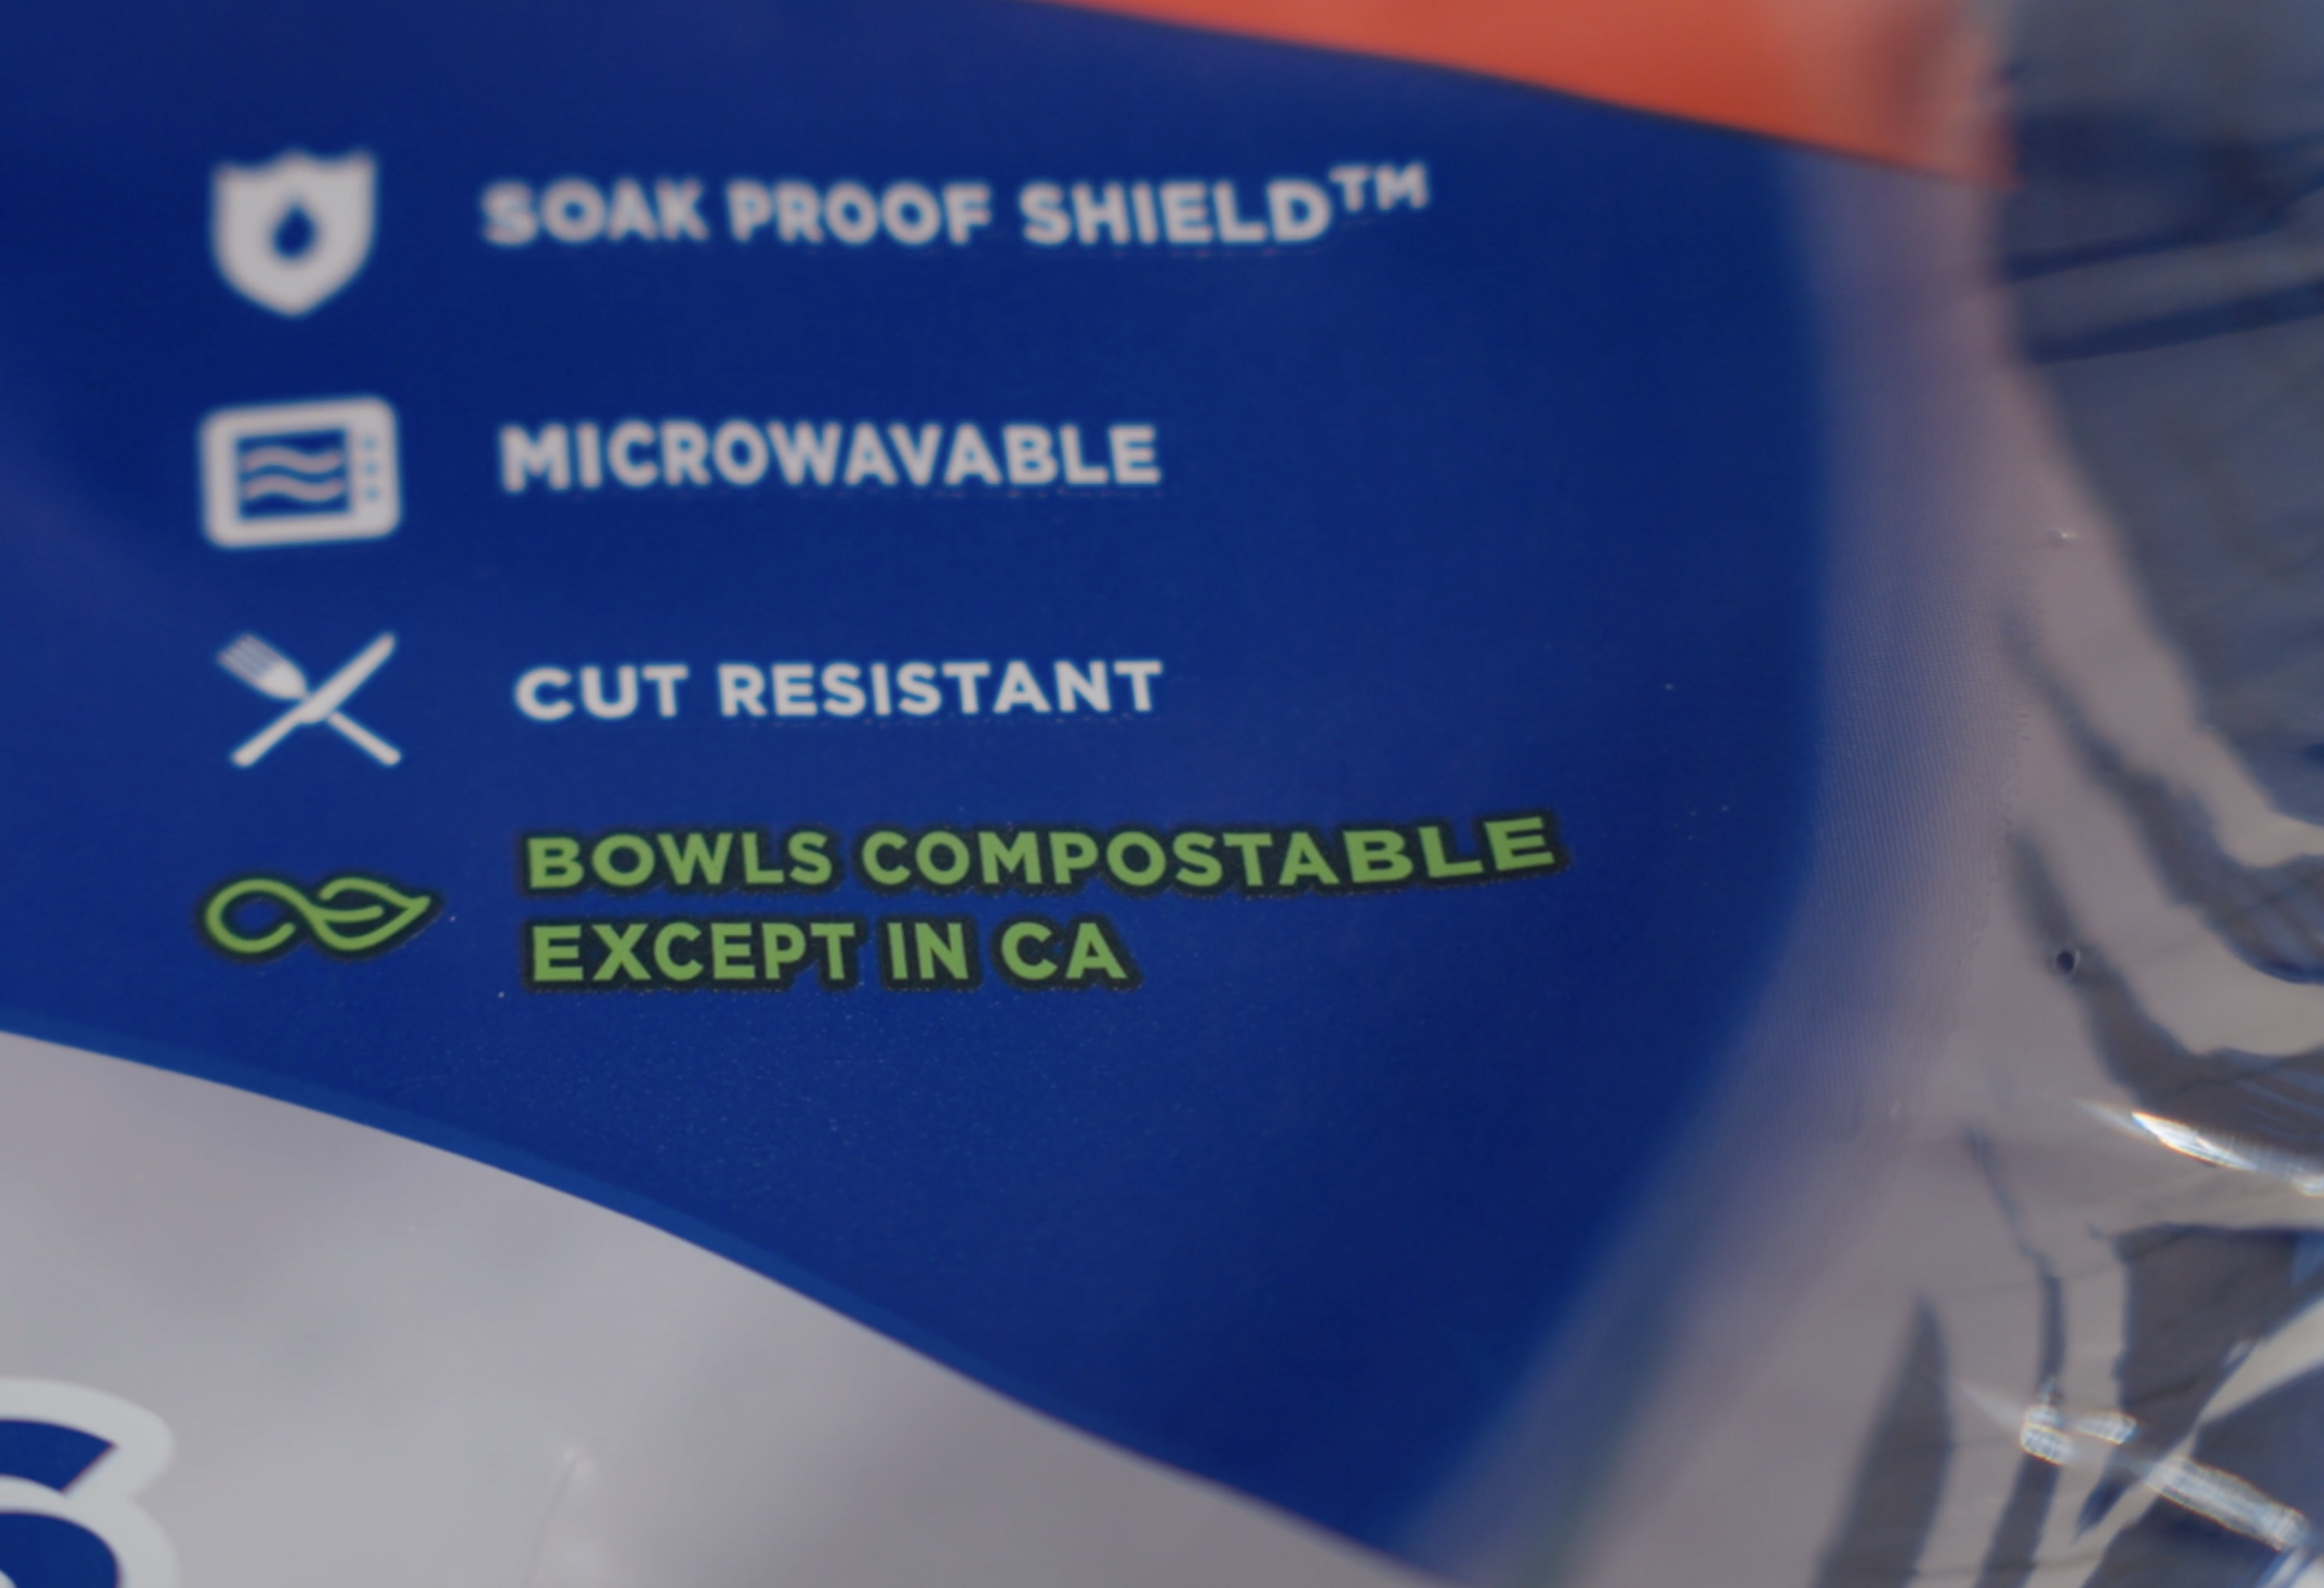 SOAK PROOF SHIELD™
MICROWAVABLE
CUT RESISTANT
BOWLS COMPOSTABLE
EXCEPT IN CA